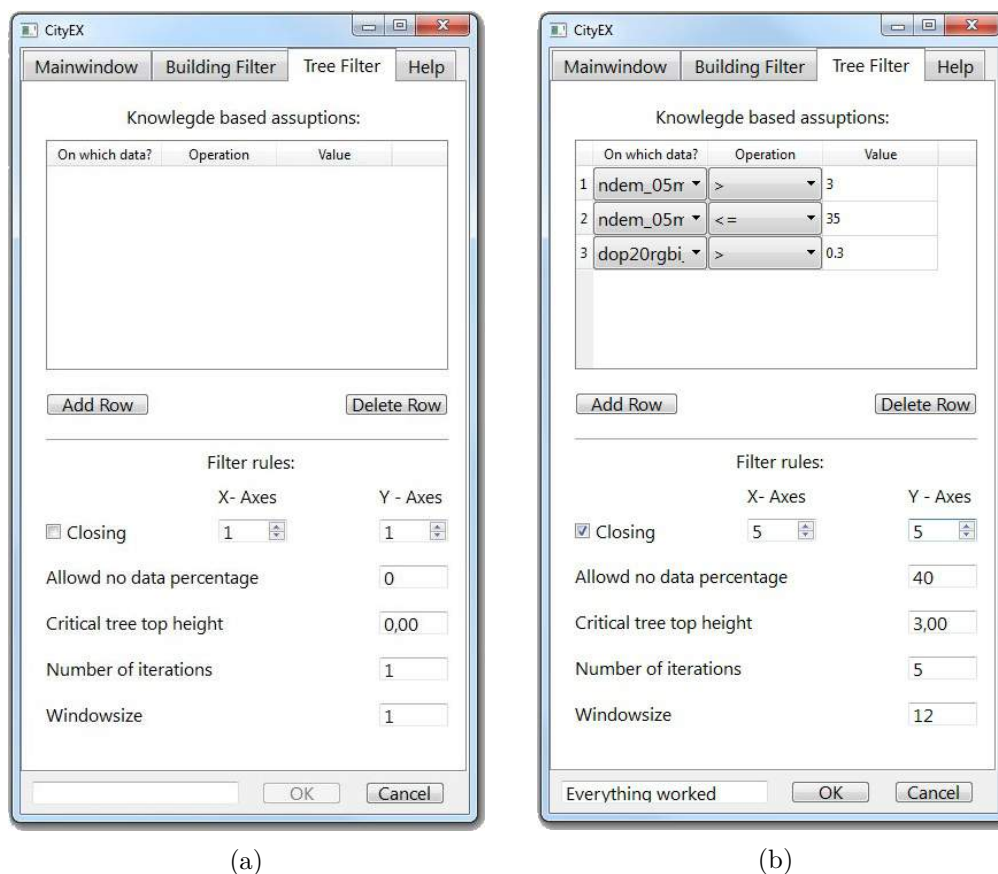 CityEX
Mainwindow Building Filter Tree Filter Help
Knowlegde based assuptions:
On which data? Operation Value
Add Row Delete Row
Filter rules:
X- Axes Y - Axes
Closing 1 1
Allowd no data percentage 0
Critical tree top height 0,00
Number of iterations 1
Windowsize 1
OK Cancel
(a)
CityEX
Mainwindow Building Filter Tree Filter Help
Knowlegde based assuptions:
On which data? Operation Value
1 ndem_05m > 3
2 ndem_05m <= 35
3 dop20rgbi_ > 0.3
Add Row Delete Row
Filter rules:
X- Axes Y - Axes
Closing 5 5
Allowd no data percentage 40
Critical tree top height 3,00
Number of iterations 5
Windowsize 12
Everything worked OK Cancel
(b)